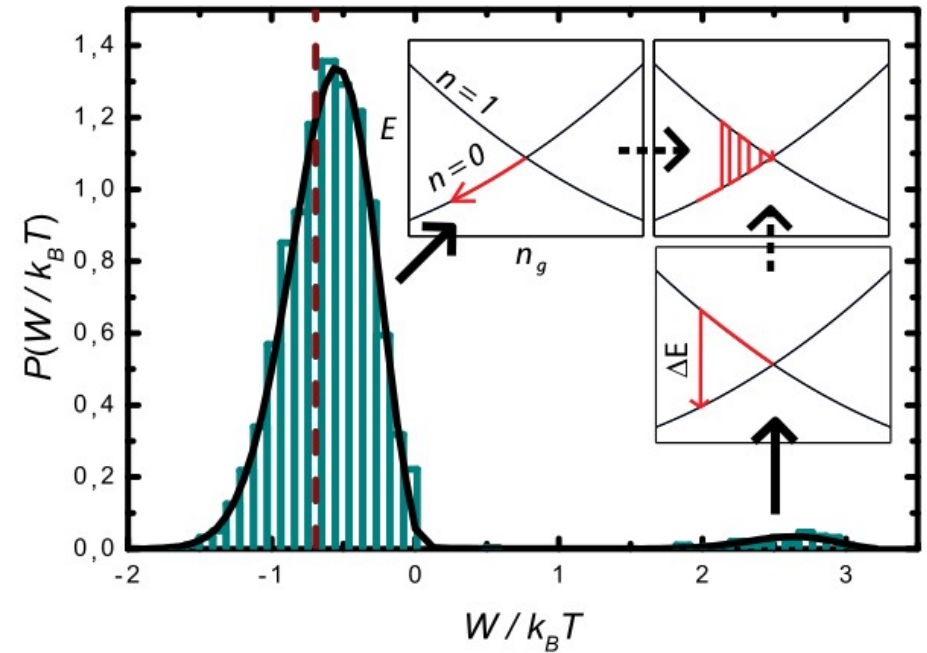 P(W / k_B T)
1,4
1,2
1,0
0,8
0,6
0,4
0,2
0,0
-2
-1
0
1
2
3
W / k_B T
E
n = 1
n = 0
n_g
ΔE